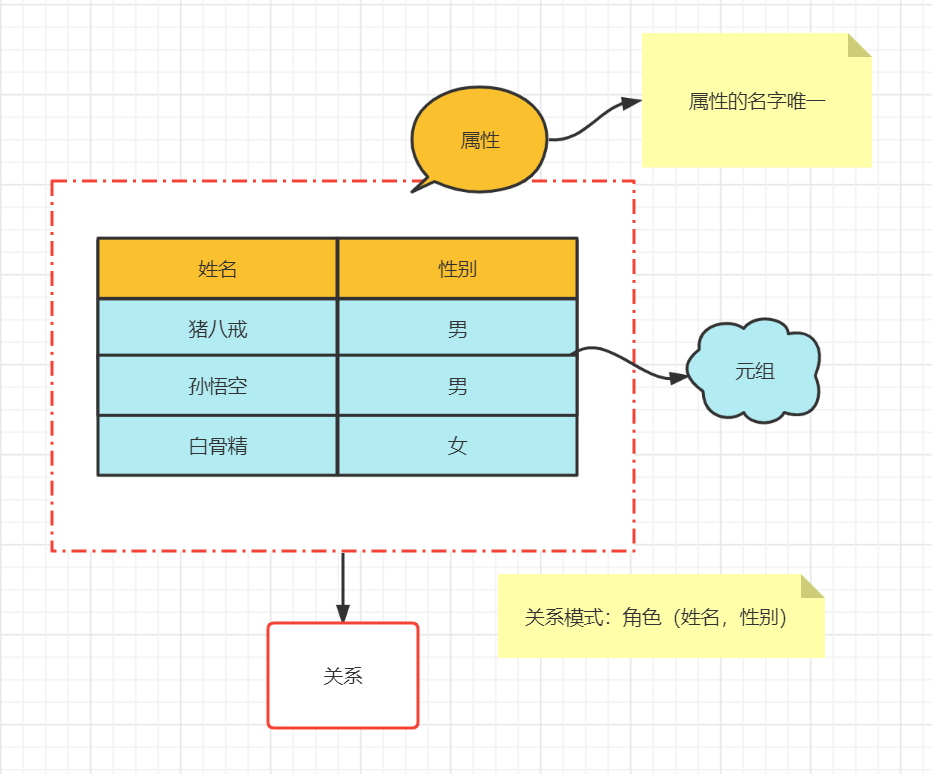 属性的名字唯一
属性
姓名 性别
猪八戒 男
孙悟空 男
白骨精 女
元组
关系模式：角色（姓名，性别）
关系